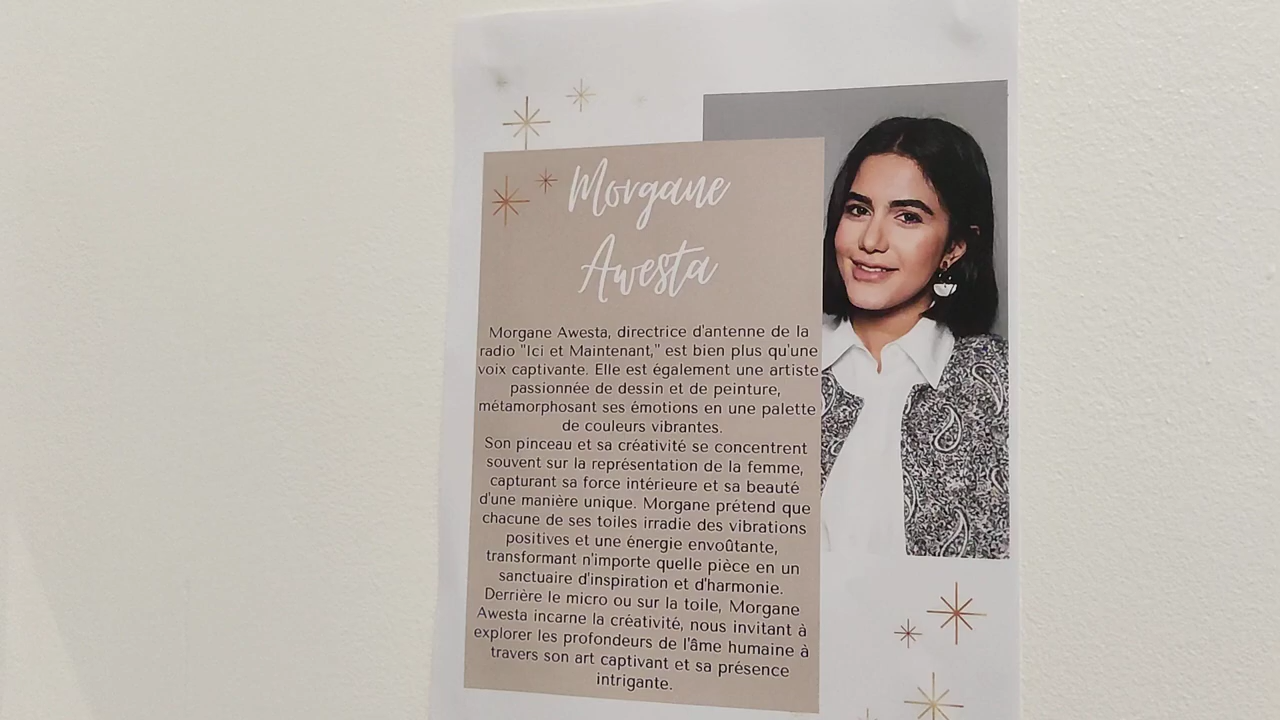 Morgane
Awesta
Morgane Awesta, directrice d'antenne de la
radio "Ici et Maintenant," est bien plus qu'une
voix captivante. Elle est également une artiste
passionnée de dessin et de peinture,
métamorphosant ses émotions en une palette
de couleurs vibrantes.
Son pinceau et sa créativité se concentrent
souvent sur la représentation de la femme,
capturant sa force intérieure et sa beauté
d'une manière unique. Morgane prétend que
chacune de ses toiles irradie des vibrations
positives et une énergie envoûtante,
transformant n'importe quelle pièce en un
sanctuaire d'inspiration et d'harmonie.
Derrière le micro ou sur la toile, Morgane
Awesta incarne la créativité, nous invitant à
explorer les profondeurs de l'âme humaine à
travers son art captivant et sa présence
intrigante.